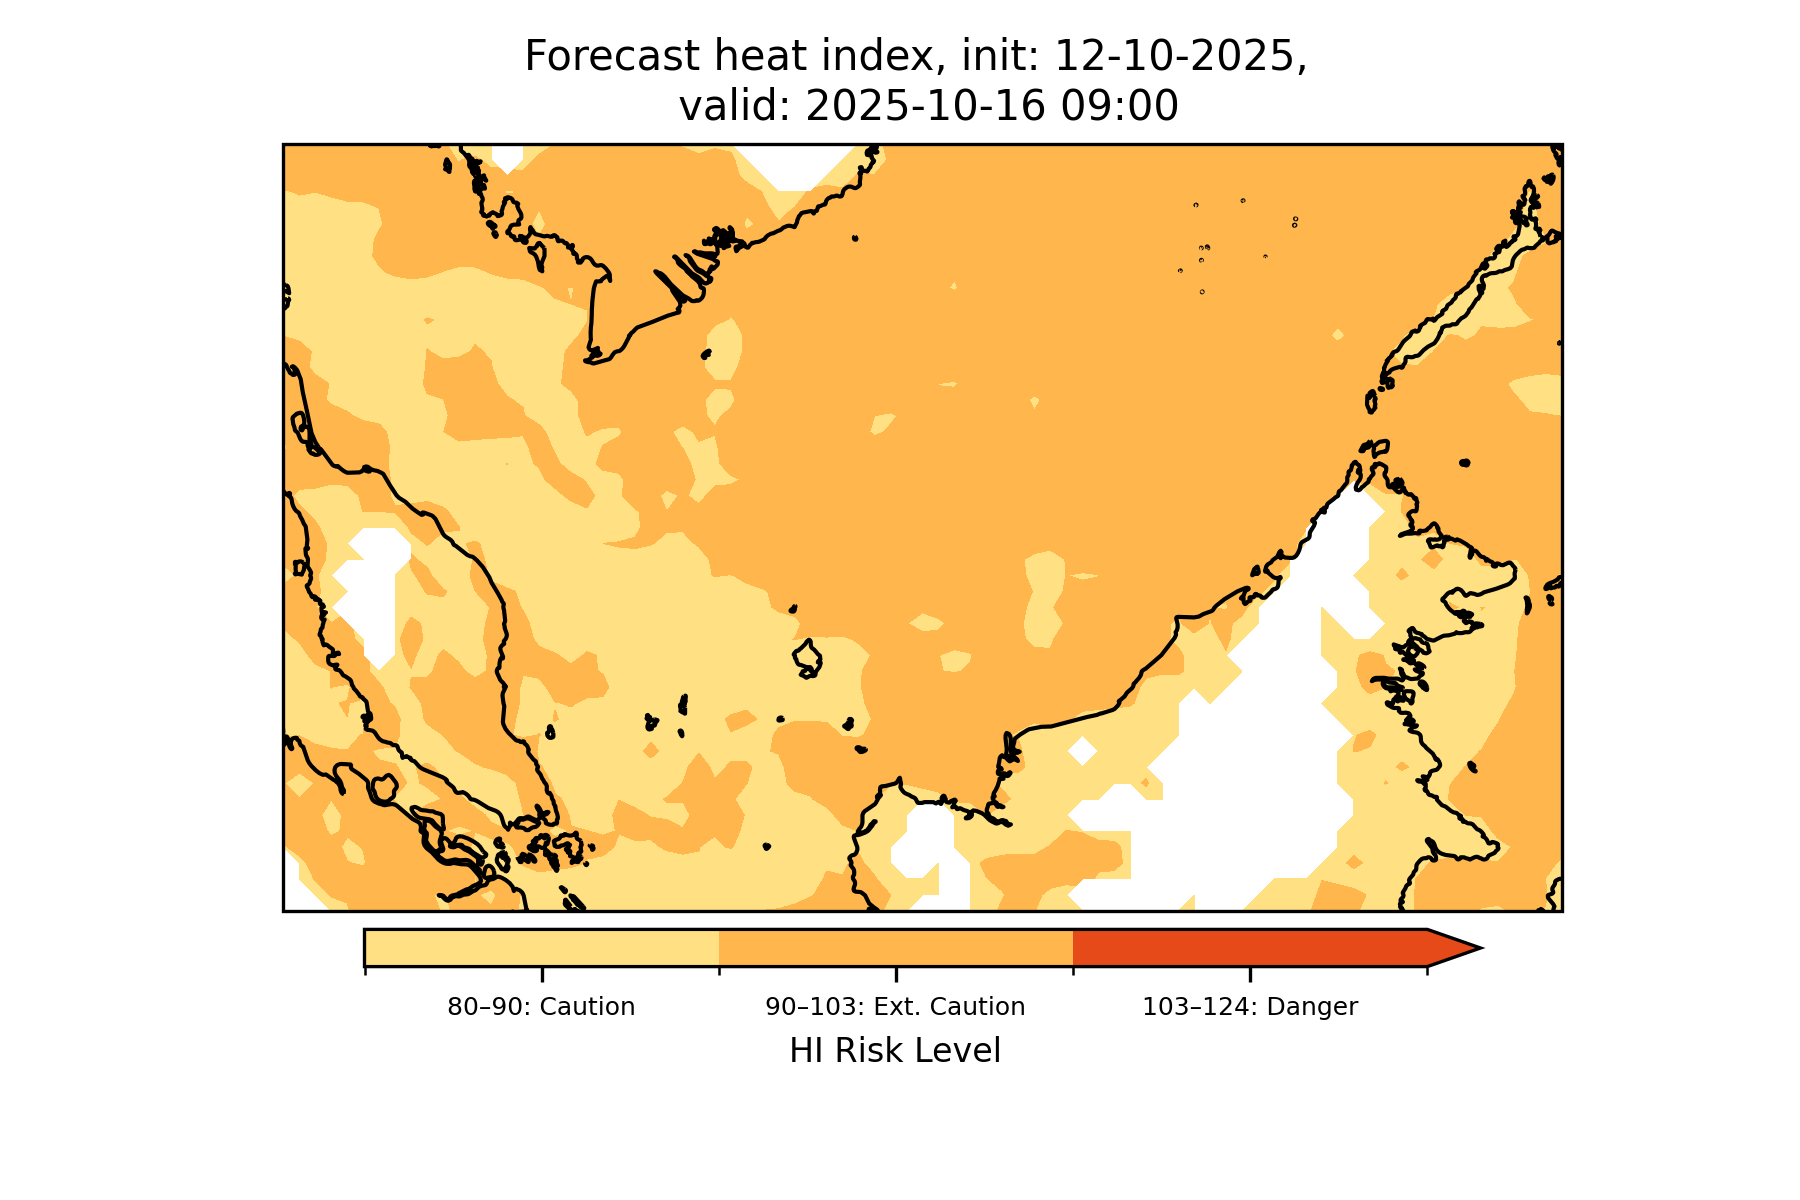 Forecast heat index, init: 12-10-2025,
valid: 2025-10-16 09:00
80–90: Caution
90–103: Ext. Caution
103–124: Danger
HI Risk Level